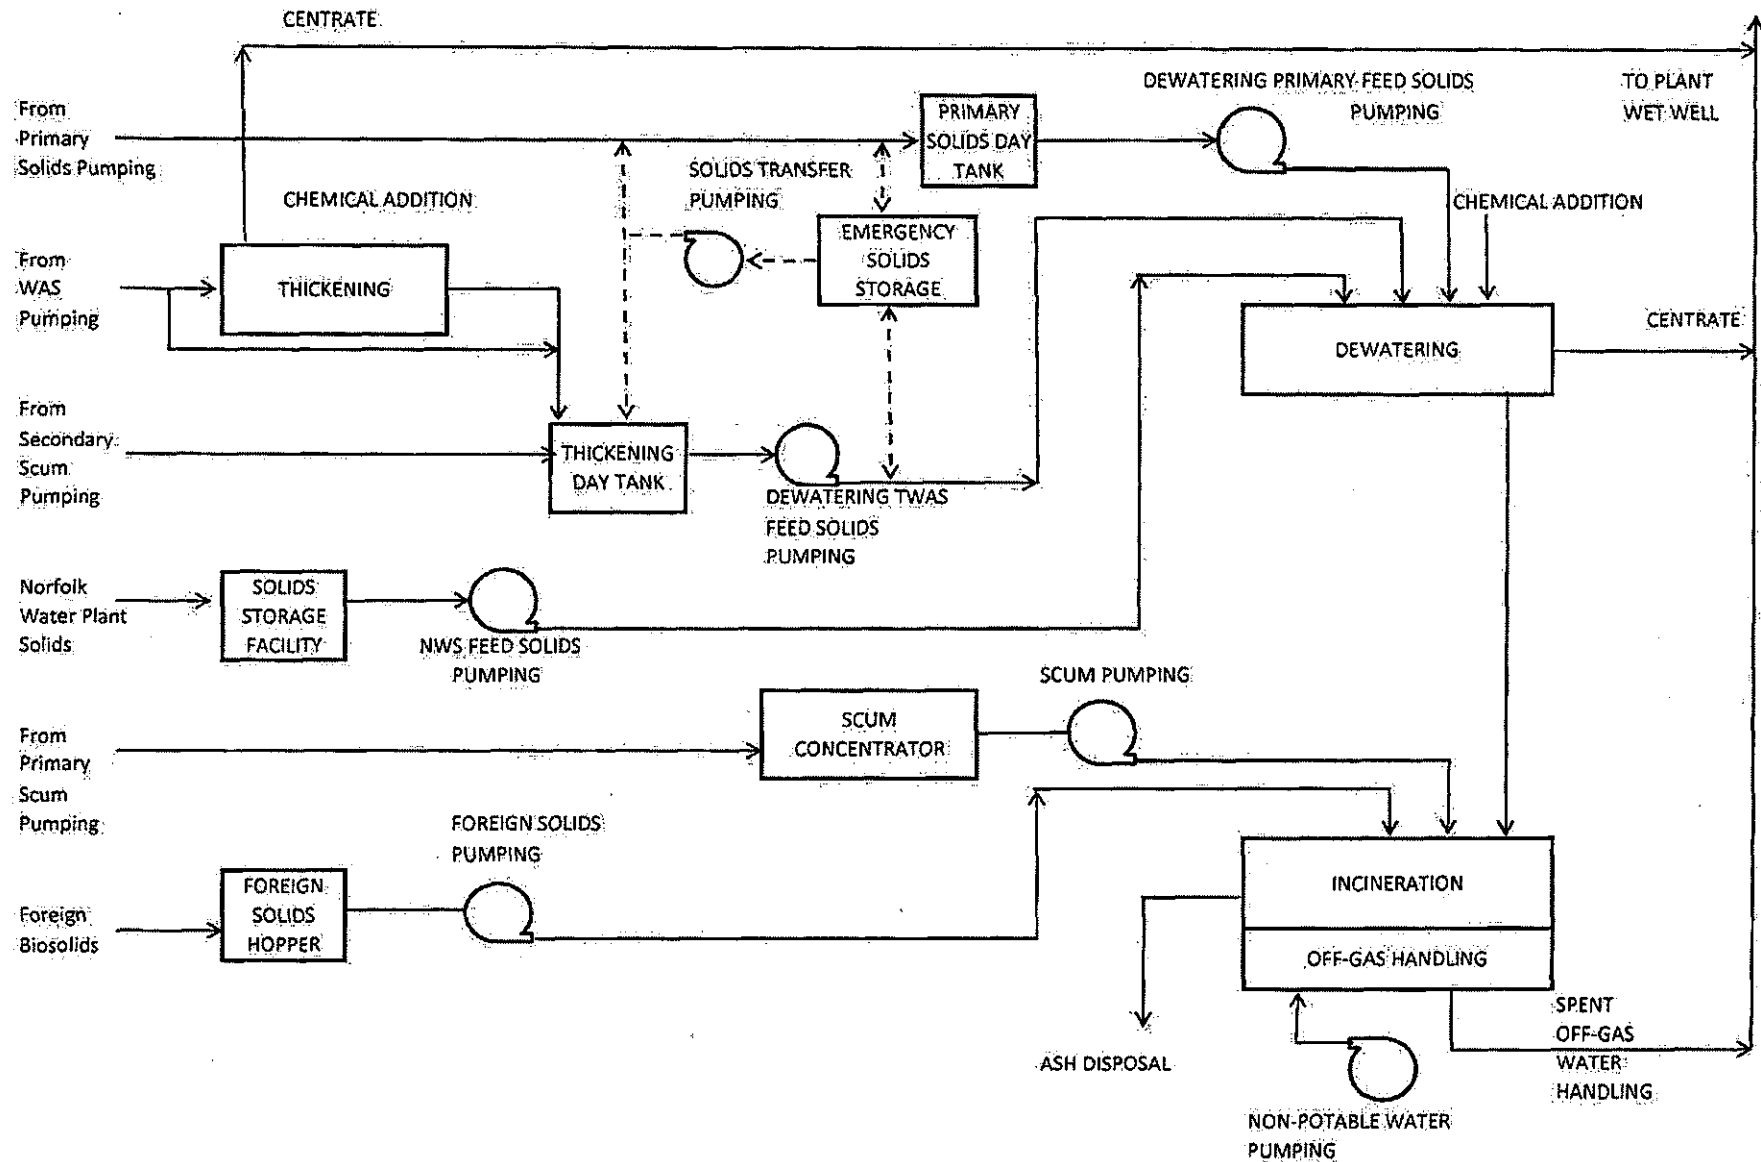 CENTRATE
DEWATERING PRIMARY FEED SOLIDS
PUMPING
TO PLANT
WET WELL
From
Primary
Solids Pumping
PRIMARY
SOLIDS DAY
TANK
SOLIDS TRANSFER
PUMPING
CHEMICAL ADDITION
CHEMICAL ADDITION
From
WAS
Pumping
THICKENING
EMERGENCY
SOLIDS
STORAGE
CENTRATE
DEWATERING
From
Secondary
Scum
Pumping
THICKENING
DAY TANK
DEWATERING TWAS
FEED SOLIDS
PUMPING
Norfolk
Water Plant
Solids
SOLIDS
STORAGE
FACILITY
NWS FEED SOLIDS
PUMPING
SCUM PUMPING
From
Primary
Scum
Pumping
SCUM
CONCENTRATOR
FOREIGN SOLIDS
PUMPING
Foreign
Biosolids
FOREIGN
SOLIDS
HOPPER
INCINERATION
OFF-GAS HANDLING
ASH DISPOSAL
SPENT
OFF-GAS
WATER
HANDLING
NON-POTABLE WATER
PUMPING